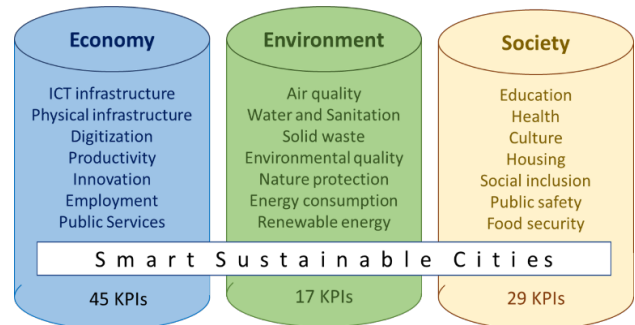 Economy
ICT infrastructure
Physical infrastructure
Digitization
Productivity
Innovation
Employment
Public Services
Environment
Air quality
Water and Sanitation
Solid waste
Environmental quality
Nature protection
Energy consumption
Renewable energy
Society
Education
Health
Culture
Housing
Social inclusion
Public safety
Food security
Smart Sustainable Cities
45 KPIs
17 KPIs
29 KPIs